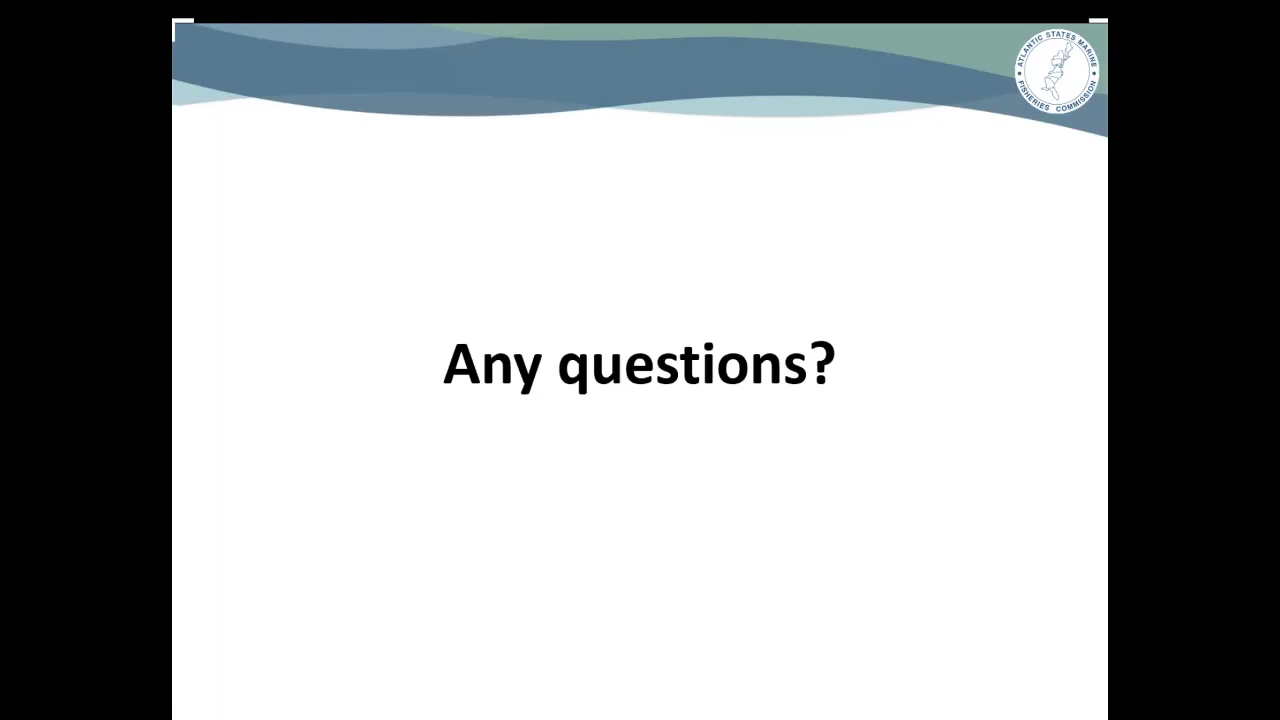 ATLANTIC STATES MARINE
FISHERIES COMMISSION
Any questions?